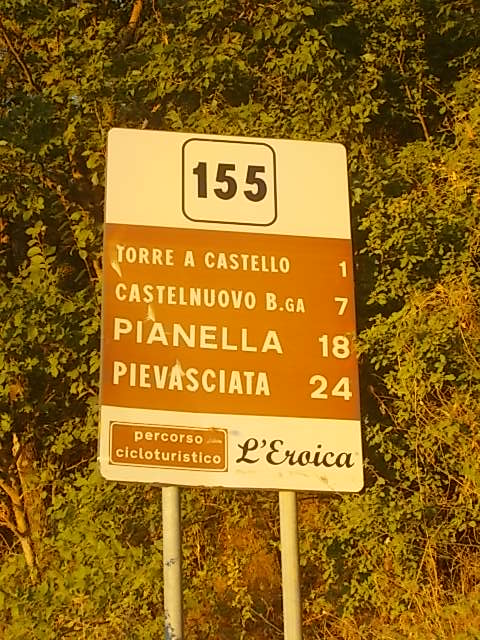 155
TORRE A CASTELLO 1
CASTELNUOVO B.GA 7
PIANELLA 18
PIEVASCIATA 24
percorso
cicloturistico
L'Eroica